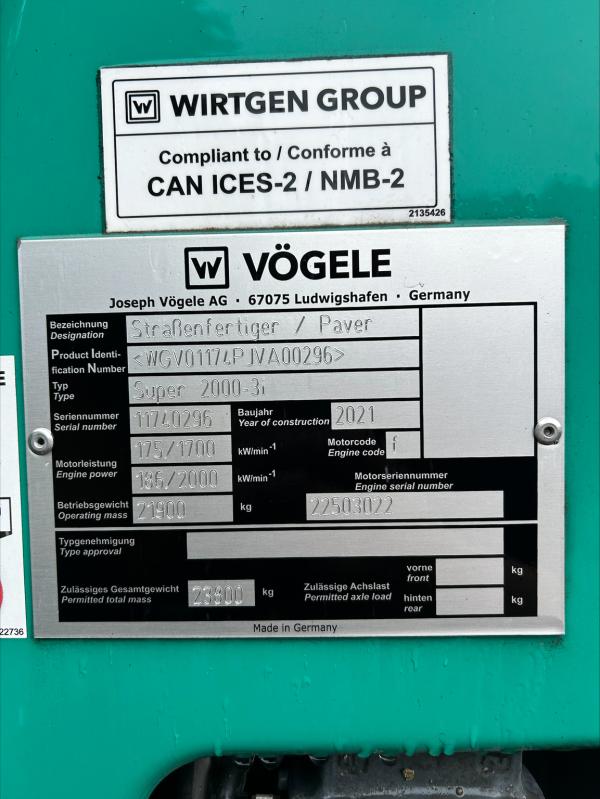 W WIRTGEN GROUP
Compliant to / Conforme à
CAN ICES-2 / NMB-2
2135426
W VÖGELE
Joseph Vögele AG · 67075 Ludwigshafen · Germany
Bezeichnung Straßenfertiger / Paver
Designation
Product Identi- <WGV01174PJVA00296>
fication Number
Typ Super 2000-3i
Type
Seriennummer 11740296 Baujahr 2021
Serial number Year of construction
175/1700 kW/min⁻¹ Motorcode f
Engine code
Motorleistung 186/2000 kW/min⁻¹ Motorseriennummer
Engine power Engine serial number
Betriebsgewicht 21900 kg 22503022
Operating mass
Typgenehmigung
Type approval
vorne kg
front
Zulässiges Gesamtgewicht 23600 kg Zulässige Achslast
Permitted total mass Permitted axle load
hinten kg
rear
Made in Germany
E
22736